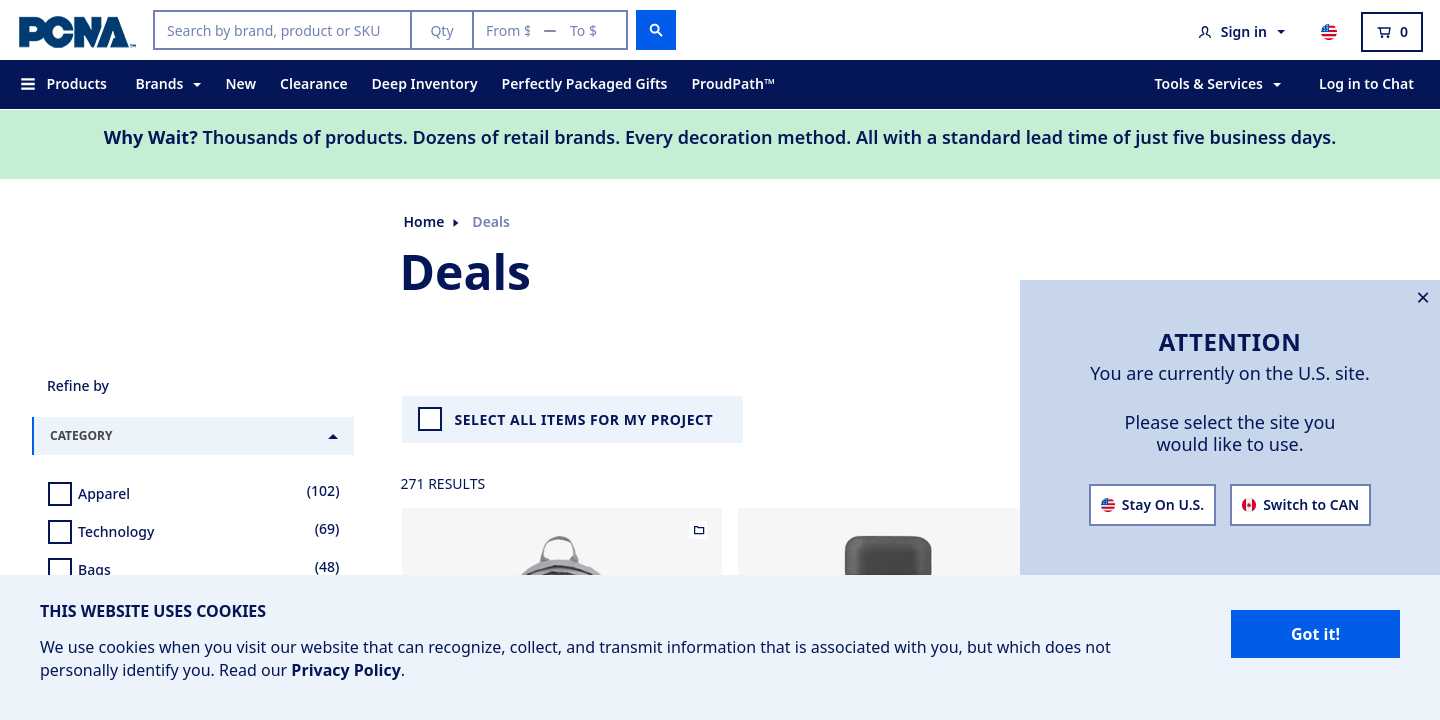 PCNA™
Search by brand, product or SKU
Qty
From $ — To $
Sign in
0
Products
Brands
New
Clearance
Deep Inventory
Perfectly Packaged Gifts
ProudPath™
Tools & Services
Log in to Chat
Why Wait? Thousands of products. Dozens of retail brands. Every decoration method. All with a standard lead time of just five business days.
Home
Deals
Deals
Refine by
CATEGORY
Apparel (102)
Technology (69)
Bags (48)
SELECT ALL ITEMS FOR MY PROJECT
271 RESULTS
ATTENTION
You are currently on the U.S. site.
Please select the site you
would like to use.
Stay On U.S.
Switch to CAN
THIS WEBSITE USES COOKIES
We use cookies when you visit our website that can recognize, collect, and transmit information that is associated with you, but which does not
personally identify you. Read our Privacy Policy.
Got it!